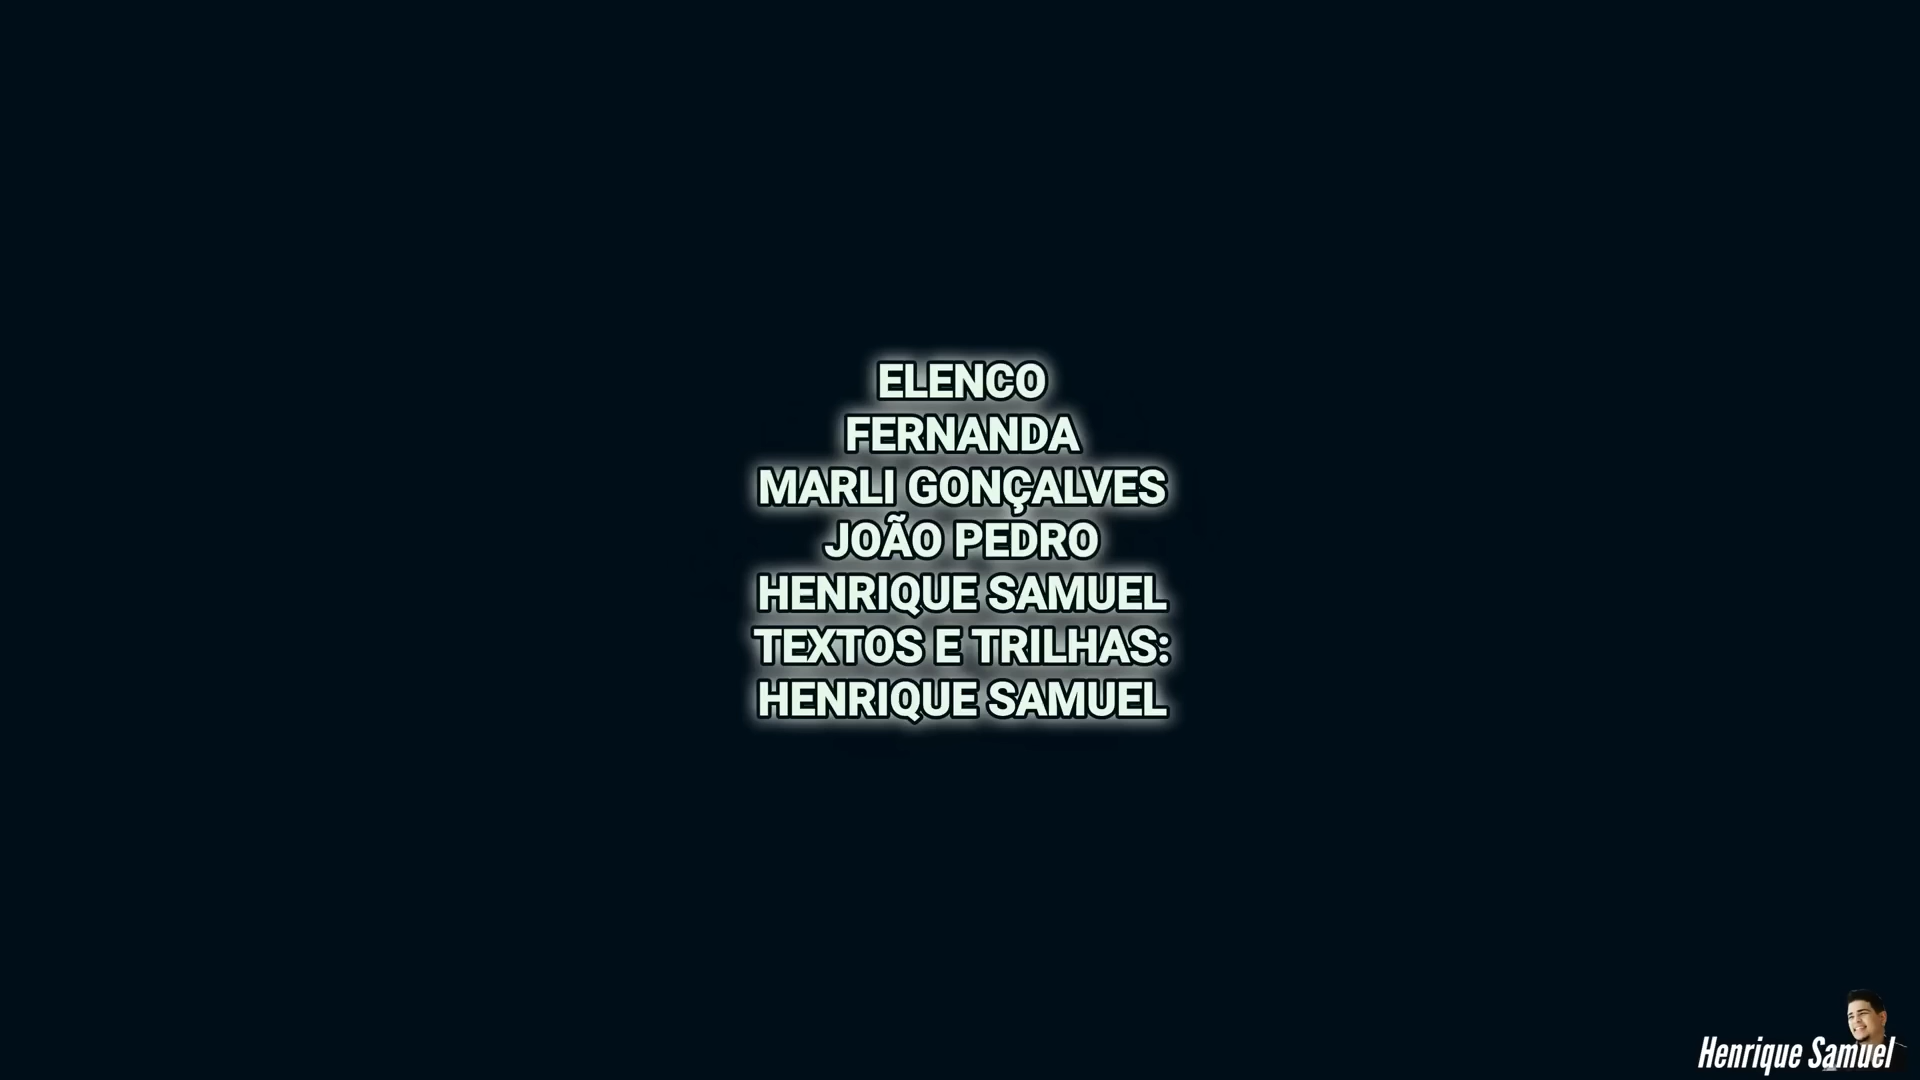 ELENCO
FERNANDA
MARLI GONÇALVES
JOÃO PEDRO
HENRIQUE SAMUEL
TEXTOS E TRILHAS:
HENRIQUE SAMUEL
Henrique Samuel